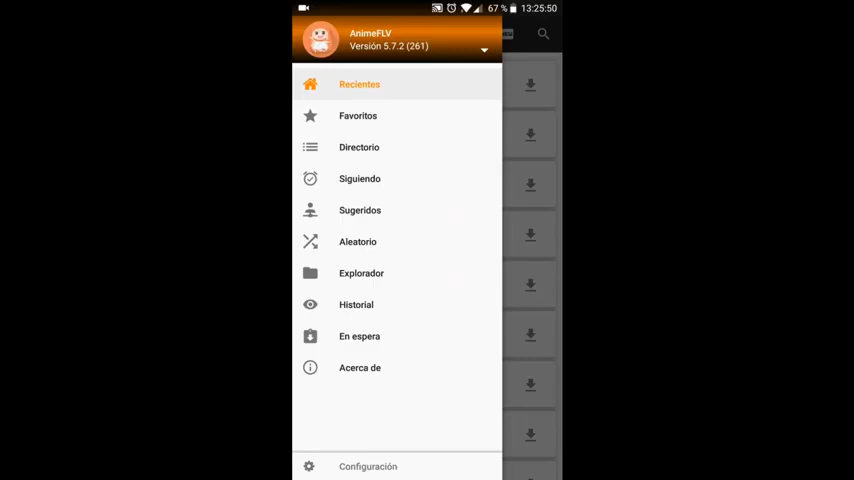 67 % 13:25:50
AnimeFLV
Versión 5.7.2 (261)
Recientes
Favoritos
Directorio
Siguiendo
Sugeridos
Aleatorio
Explorador
Historial
En espera
Acerca de
Configuración